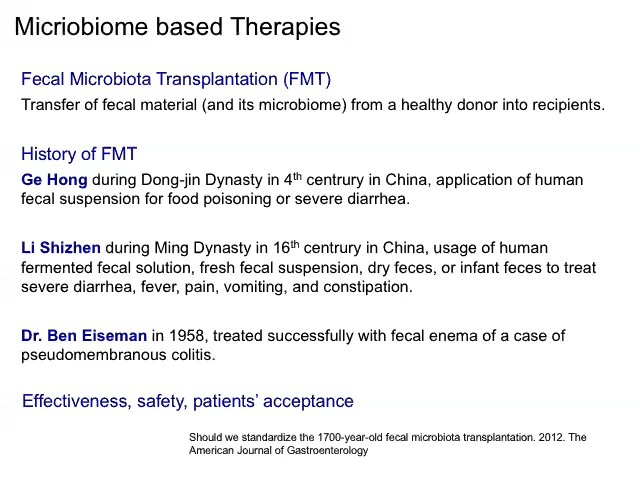 Micriobiome based Therapies
Fecal Microbiota Transplantation (FMT)
Transfer of fecal material (and its microbiome) from a healthy donor into recipients.
History of FMT
Ge Hong during Dong-jin Dynasty in 4th centrury in China, application of human
fecal suspension for food poisoning or severe diarrhea.
Li Shizhen during Ming Dynasty in 16th centrury in China, usage of human
fermented fecal solution, fresh fecal suspension, dry feces, or infant feces to treat
severe diarrhea, fever, pain, vomiting, and constipation.
Dr. Ben Eiseman in 1958, treated successfully with fecal enema of a case of
pseudomembranous colitis.
Effectiveness, safety, patients’ acceptance
Should we standardize the 1700-year-old fecal microbiota transplantation. 2012. The
American Journal of Gastroenterology